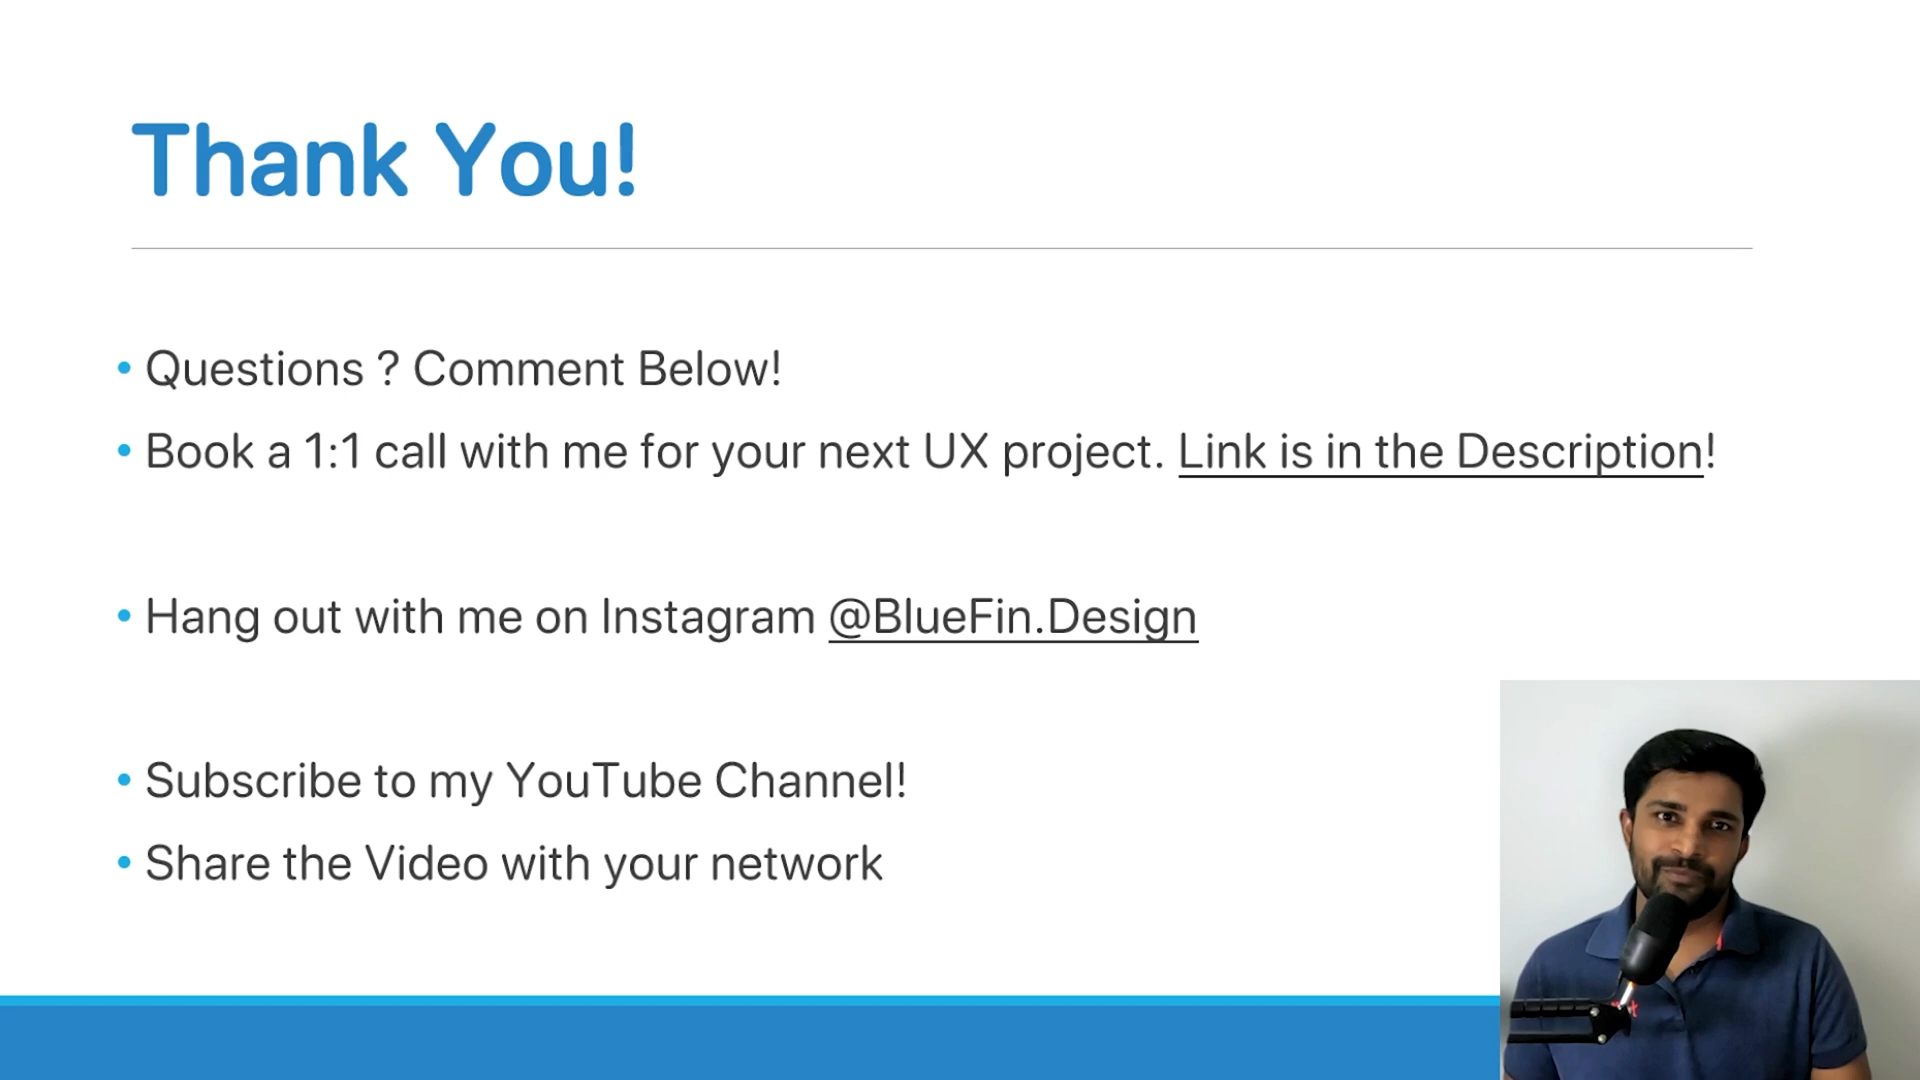 Thank You!
• Questions ? Comment Below!
• Book a 1:1 call with me for your next UX project. Link is in the Description!
• Hang out with me on Instagram @BlueFin.Design
• Subscribe to my YouTube Channel!
• Share the Video with your network